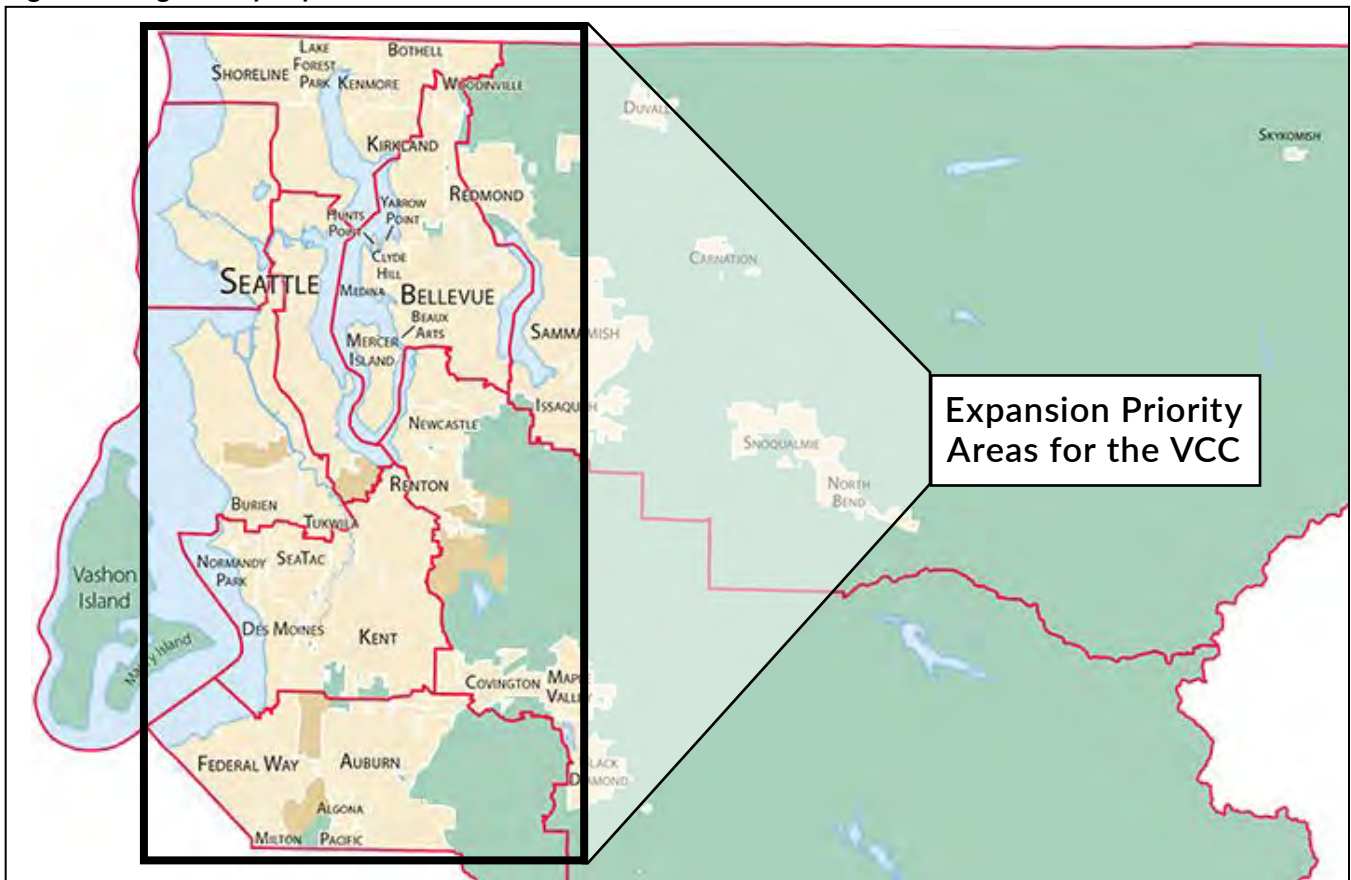 LAKE
FOREST
PARK
BOTHELL
SHORELINE
KENMORE
WOODINVILLE
DUVALL
SKYKOMISH
KIRKLAND
REDMOND
YARROW
POINT
HUNTS
POINT
CLYDE
HILL
CARNATION
SEATTLE
MEDINA
BELLEVUE
BEAUX
ARTS
MERCER
ISLAND
SAMMAMISH
ISSAQUAH
NEWCASTLE
Expansion Priority
Areas for the VCC
SNOQUALMIE
NORTH
BEND
RENTON
BURIEN
TUKWILA
NORMANDY
PARK
SEATAC
Vashon
Island
DES MOINES
KENT
Maury Island
COVINGTON
MAPLE
VALLEY
FEDERAL WAY
AUBURN
BLACK
DIAMOND
ALGONA
MILTON
PACIFIC